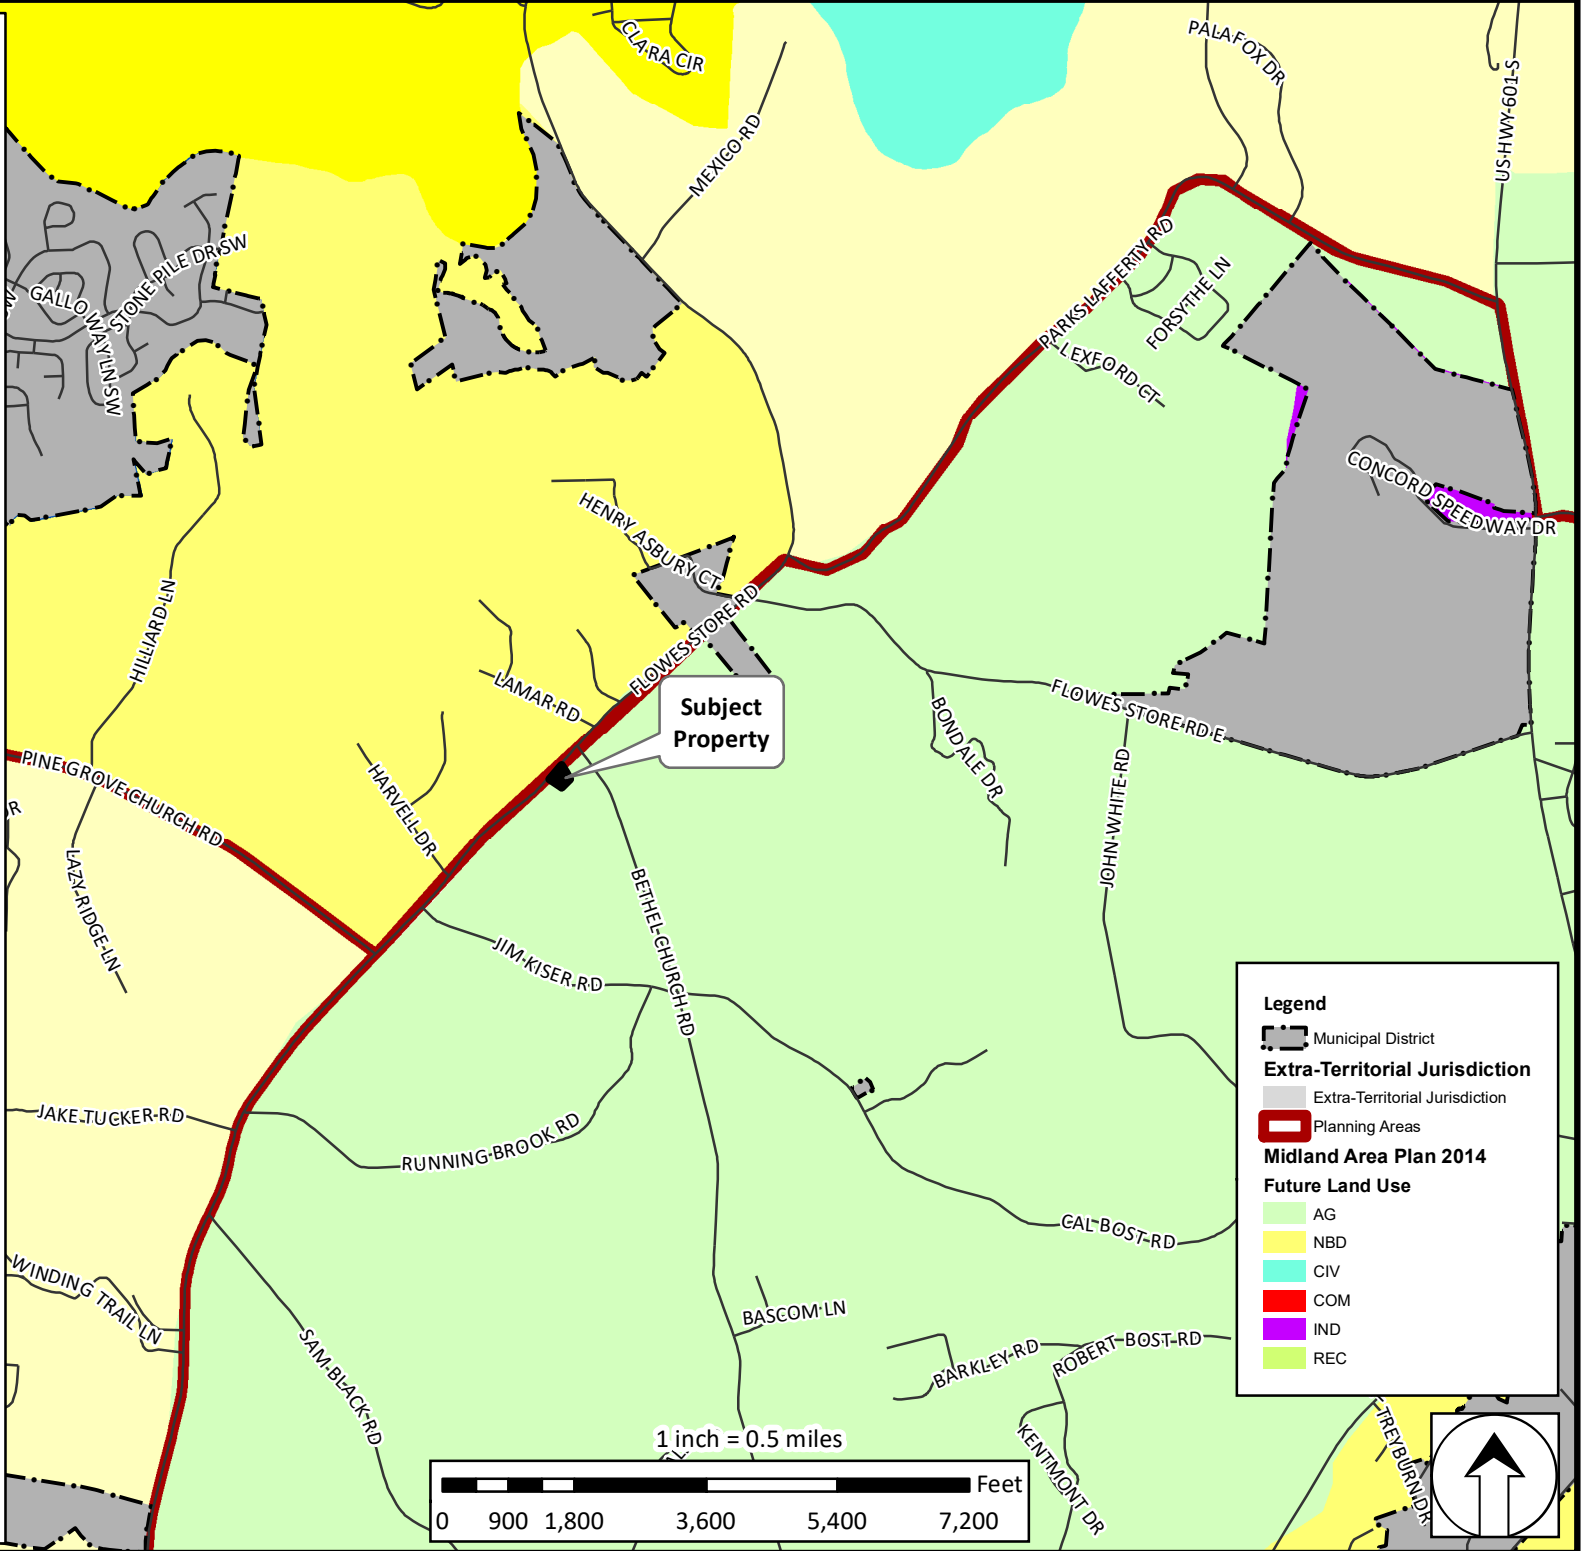 CLARA CIR
PALAFOX DR
US HWY 601 S
MEXICO RD
STONE PILE DR SW
GALLO WAY LN SW
W
PARKS LAFFERTY RD
FORSYTHE LN
LEXFORD CT
CONCORD SPEEDWAY DR
HENRY ASBURY CT
HILLIARD LN
FLOWES STORE RD
LAMAR RD
Subject
Property
FLOWES STORE RD E
BONDALE DR
JOHN WHITE RD
PINE GROVE CHURCH RD
HARVELL DR
R
LAZY RIDGE LN
BETHEL CHURCH RD
JIM KISER RD
JAKE TUCKER RD
RUNNING BROOK RD
CAL BOST RD
WINDING TRAIL LN
BASCOM LN
SAM BLACK RD
BARKLEY RD
ROBERT BOST RD
KENTMONT DR
TREYBURN DR
Legend
Municipal District
Extra-Territorial Jurisdiction
Extra-Territorial Jurisdiction
Planning Areas
Midland Area Plan 2014
Future Land Use
AG
NBD
CIV
COM
IND
REC
1 inch = 0.5 miles
Feet
0 900 1,800 3,600 5,400 7,200